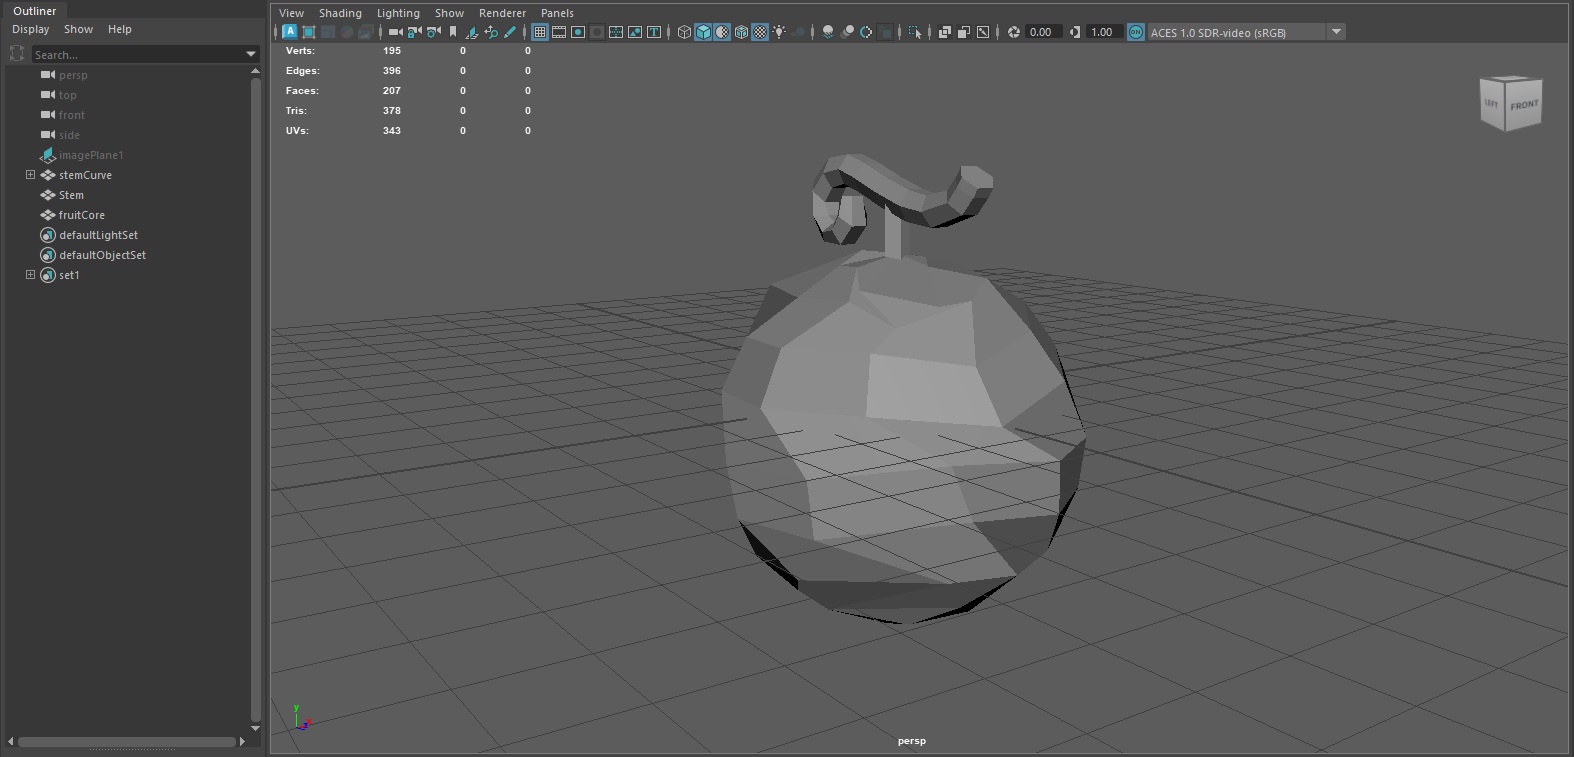 Outliner
Display Show Help
Search...
persp
top
front
side
imagePlane1
stemCurve
Stem
fruitCore
defaultLightSet
defaultObjectSet
set1
View Shading Lighting Show Renderer Panels
A T 0.00 1.00 ON ACES 1.0 SDR-video (sRGB)
Verts: 195 0 0
Edges: 396 0 0
Faces: 207 0 0
Tris: 378 0 0
UVs: 343 0 0
LEFT FRONT
y
z x
persp